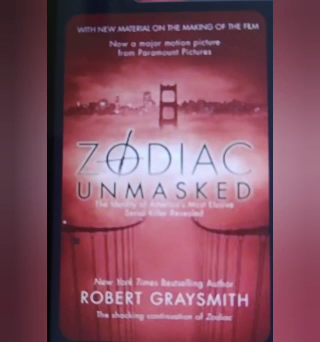 WITH NEW MATERIAL ON THE MAKING OF THE FILM
Now a major motion picture
from Paramount Pictures
ZODIAC
UNMASKED
The Identity of America's Most Elusive
Serial Killer Revealed
New York Times Bestselling Author
ROBERT GRAYSMITH
The shocking continuation of Zodiac